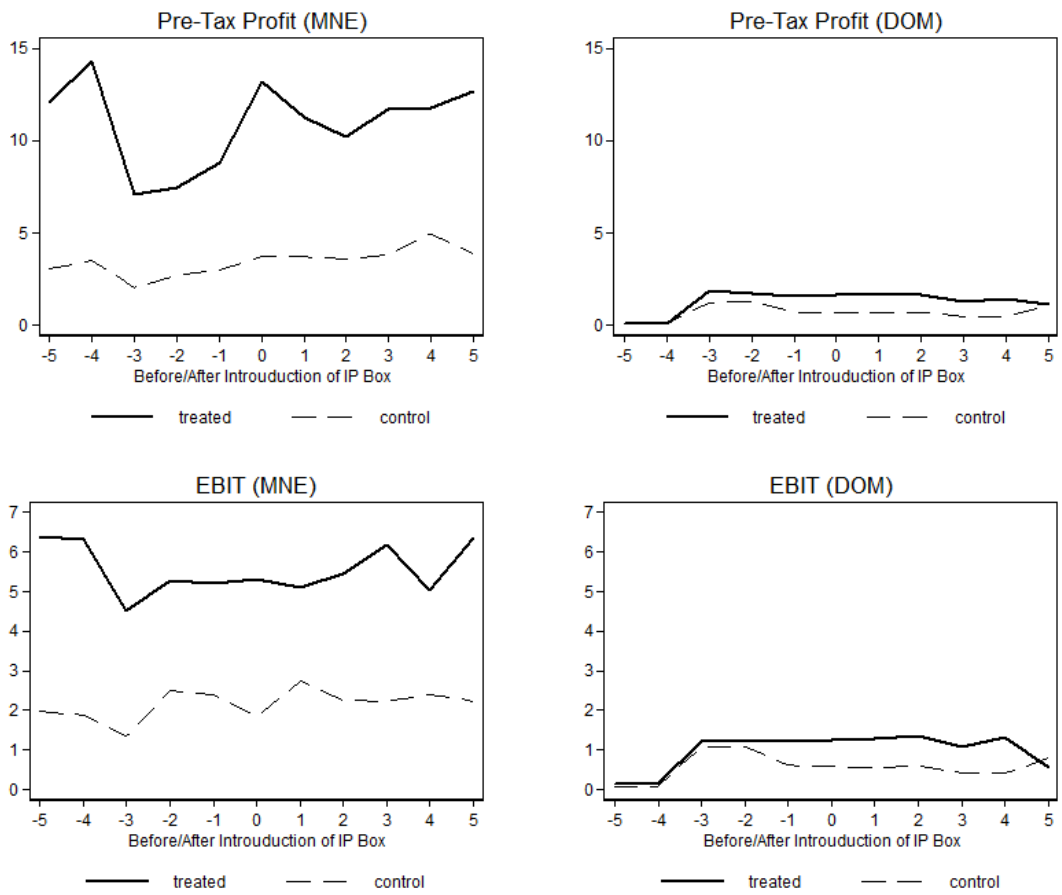 Pre-Tax Profit (MNE)
15
10
5
0
-5 -4 -3 -2 -1 0 1 2 3 4 5
Before/After Introuduction of IP Box
treated control
Pre-Tax Profit (DOM)
15
10
5
0
-5 -4 -3 -2 -1 0 1 2 3 4 5
Before/After Introuduction of IP Box
treated control
EBIT (MNE)
7
6
5
4
3
2
1
0
-5 -4 -3 -2 -1 0 1 2 3 4 5
Before/After Introuduction of IP Box
treated control
EBIT (DOM)
7
6
5
4
3
2
1
0
-5 -4 -3 -2 -1 0 1 2 3 4 5
Before/After Introuduction of IP Box
treated control